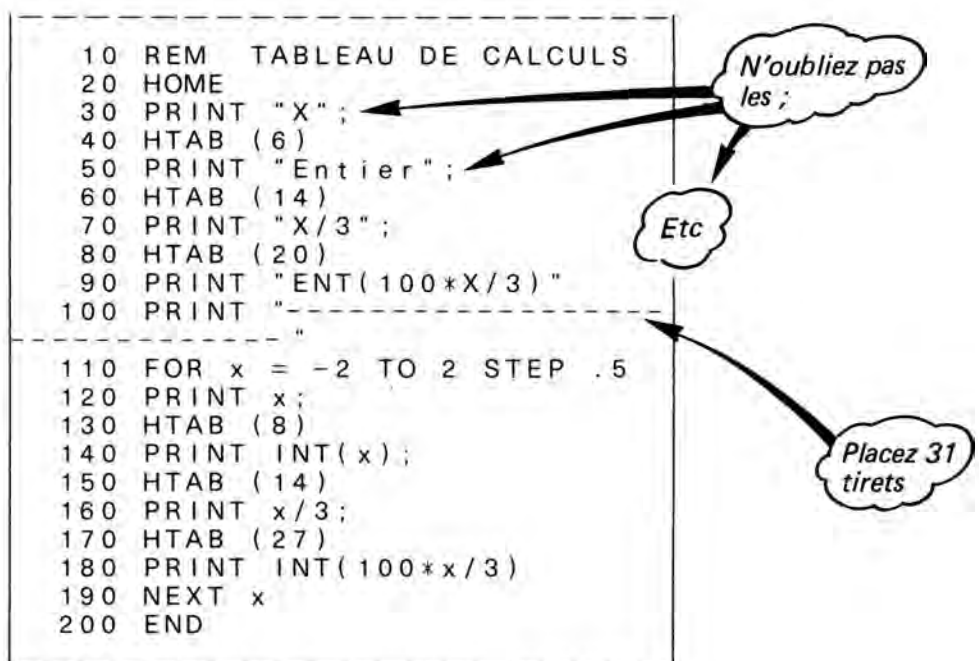 10 REM TABLEAU DE CALCULS
20 HOME
30 PRINT "X";
40 HTAB (6)
50 PRINT "Entier";
60 HTAB (14)
70 PRINT "X/3";
80 HTAB (20)
90 PRINT "ENT(100*X/3)"
100 PRINT "------------------
-------------"
110 FOR x = -2 TO 2 STEP .5
120 PRINT x;
130 HTAB (8)
140 PRINT INT(x);
150 HTAB (14)
160 PRINT x/3;
170 HTAB (27)
180 PRINT INT(100*x/3)
190 NEXT x
200 END
N'oubliez pas
les ;
Etc
Placez 31
tirets